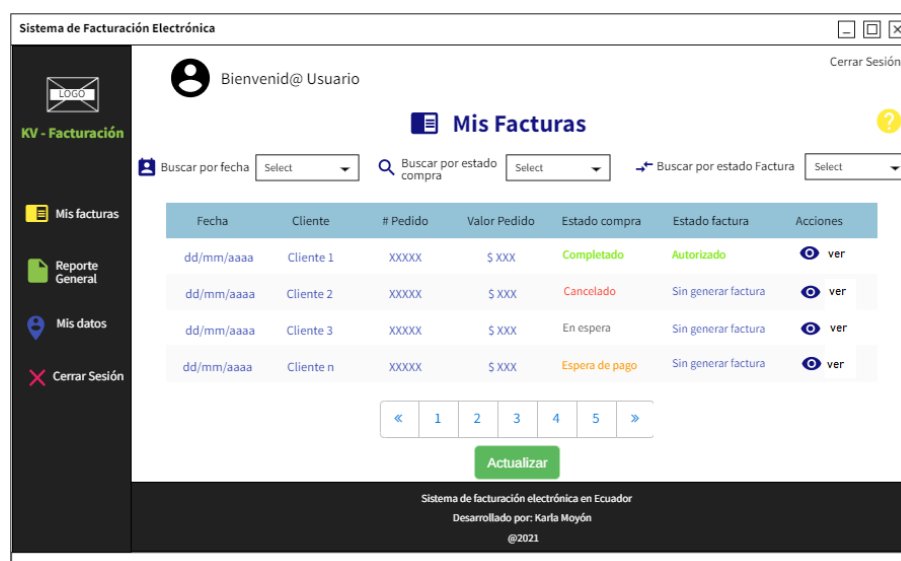 Sistema de Facturación Electrónica
Cerrar Sesión
LOGO
Bienvenid@ Usuario
KV - Facturación
Mis Facturas
?
Buscar por fecha
Select
Buscar por estado
compra
Select
Buscar por estado Factura
Select
Mis facturas
Reporte
General
Mis datos
Cerrar Sesión
Fecha Cliente # Pedido Valor Pedido Estado compra Estado factura Acciones
dd/mm/aaaa Cliente 1 XXXXX $ XXX Completado Autorizado ver
dd/mm/aaaa Cliente 2 XXXXX $ XXX Cancelado Sin generar factura ver
dd/mm/aaaa Cliente 3 XXXXX $ XXX En espera Sin generar factura ver
dd/mm/aaaa Cliente n XXXXX $ XXX Espera de pago Sin generar factura ver
« 1 2 3 4 5 »
Actualizar
Sistema de facturación electrónica en Ecuador
Desarrollado por: Karla Moyón
@2021